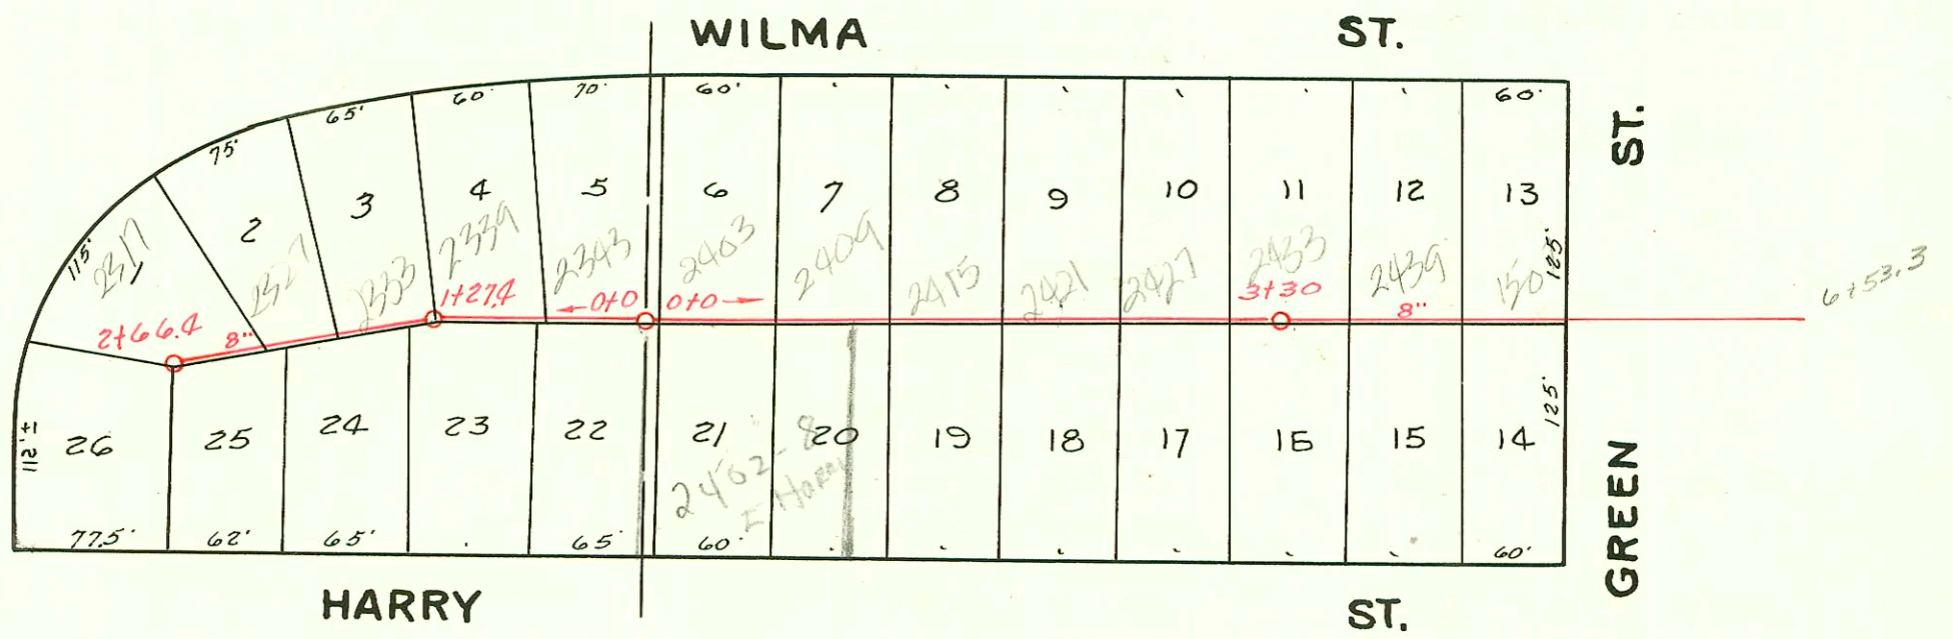 WILMA ST.
75' 65' 60' 70' 60' 60'
115'
2 3 4 5 6 7 8 9 10 11 12 13
2317 2327 2333 2339 2343 2403 2409 2415 2421 2427 2433 2439 150
125'
ST.
2+66.4 8" 1+27.4 ←0+0 0+0→ 3+30 8"
6+53.3
26 25 24 23 22 21 20 19 18 17 16 15 14
125'
2402-8
E Harry
77.5' 62' 65' 65' 60' 60'
HARRY ST.
GREEN